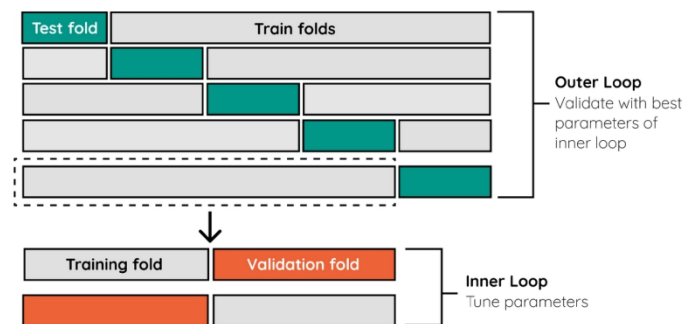 Test fold
Train folds
Outer Loop
Validate with best
parameters of
inner loop
Training fold
Validation fold
Inner Loop
Tune parameters